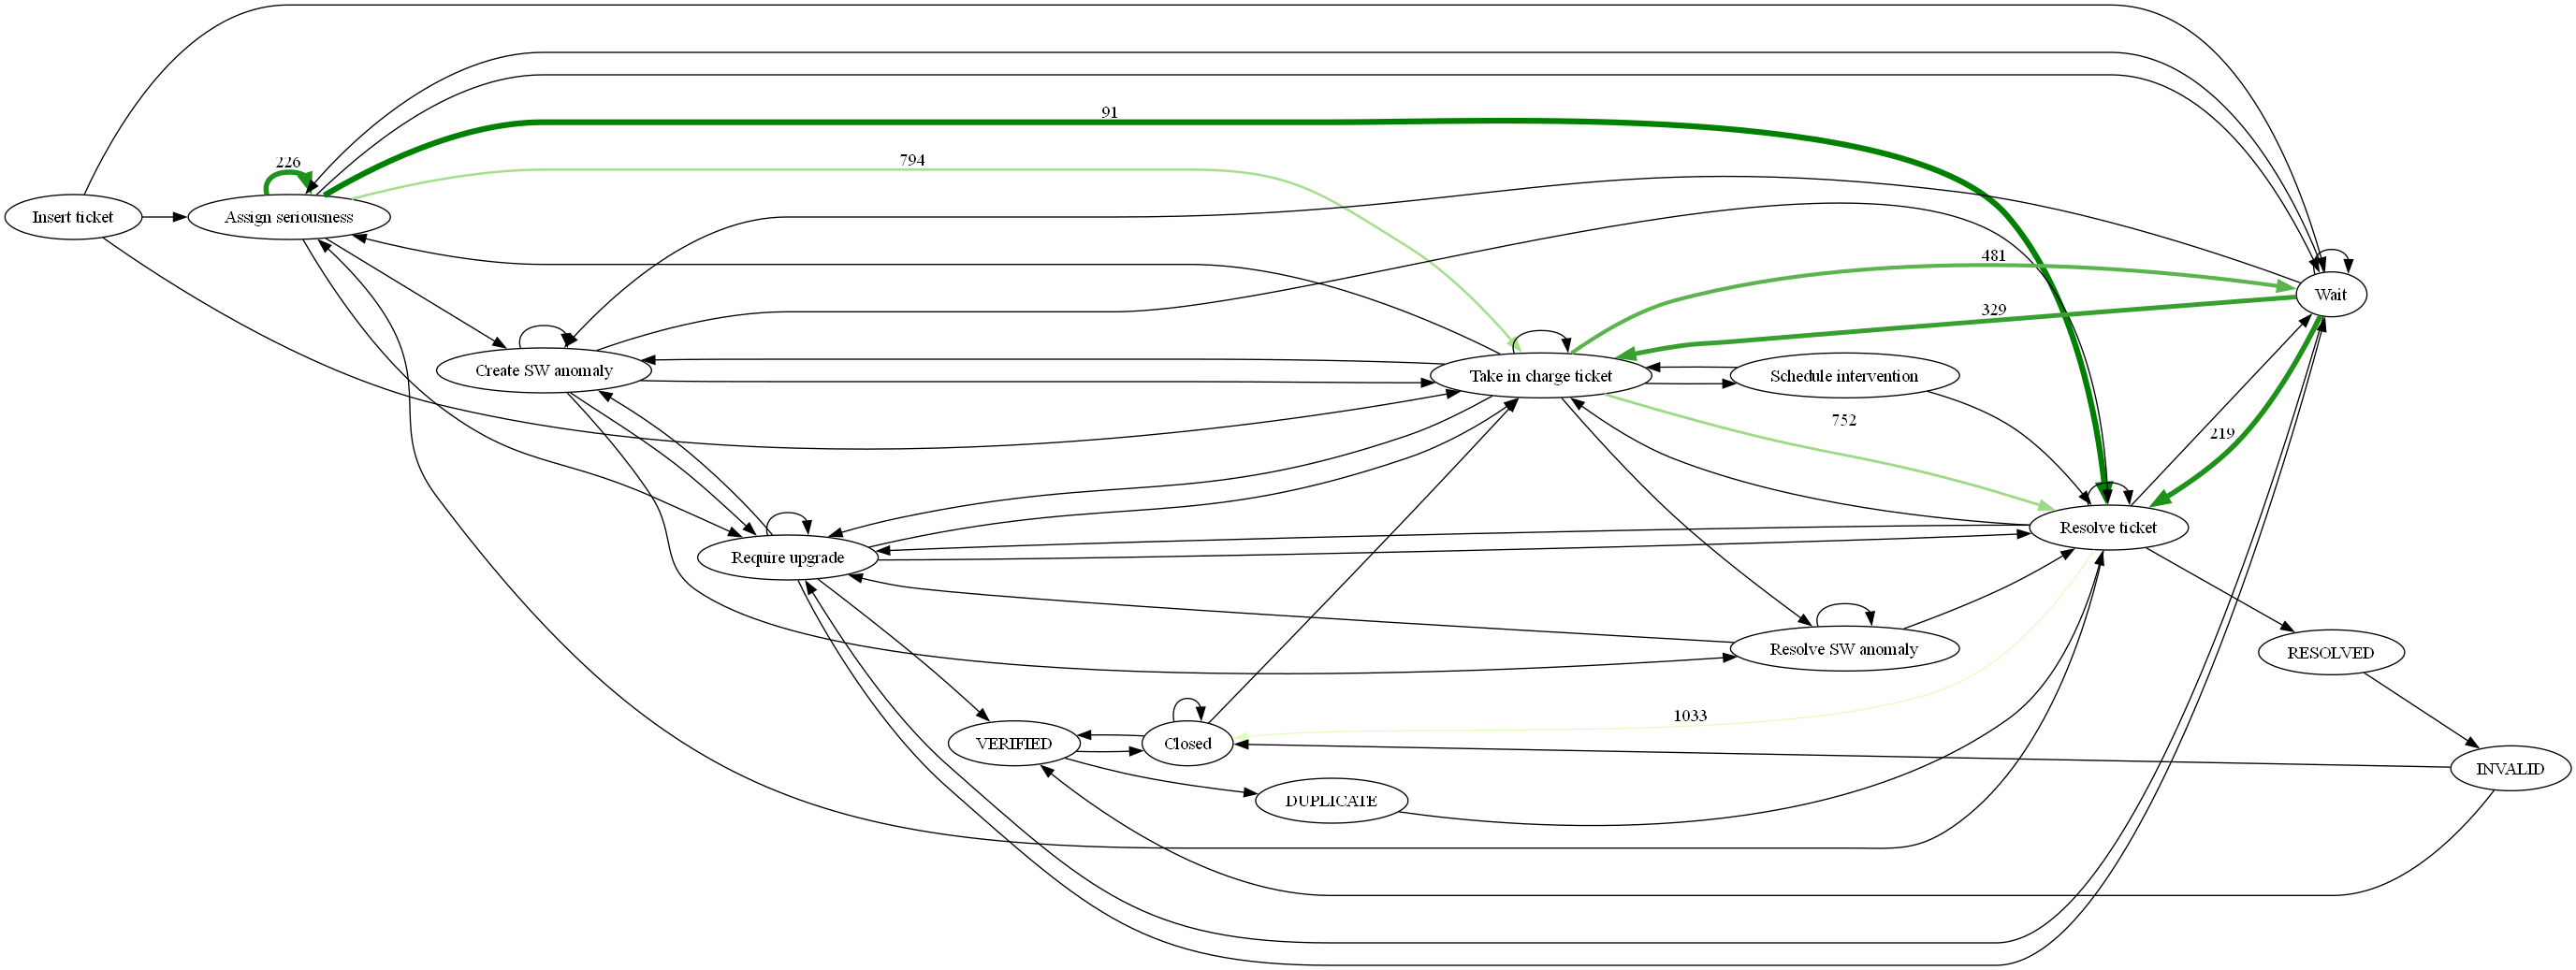 91
226
794
Insert ticket
Assign seriousness
481
Wait
329
Create SW anomaly
Take in charge ticket
Schedule intervention
752
219
Resolve ticket
Require upgrade
Resolve SW anomaly
RESOLVED
1033
VERIFIED
Closed
INVALID
DUPLICATE